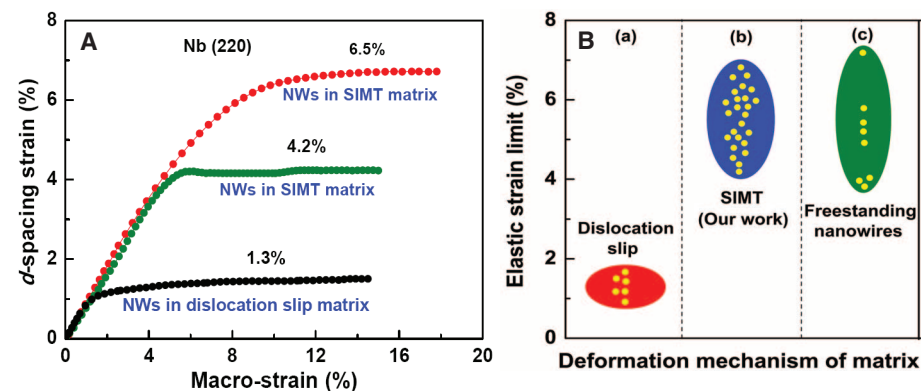 A
Nb (220)
6.5%
NWs in SIMT matrix
4.2%
NWs in SIMT matrix
1.3%
NWs in dislocation slip matrix
d-spacing strain (%)
8
6
4
2
0
0 4 8 12 16 20
Macro-strain (%)
B
(a) (b) (c)
Elastic strain limit (%)
8
6
4
2
0
Dislocation
slip
SIMT
(Our work)
Freestanding
nanowires
Deformation mechanism of matrix